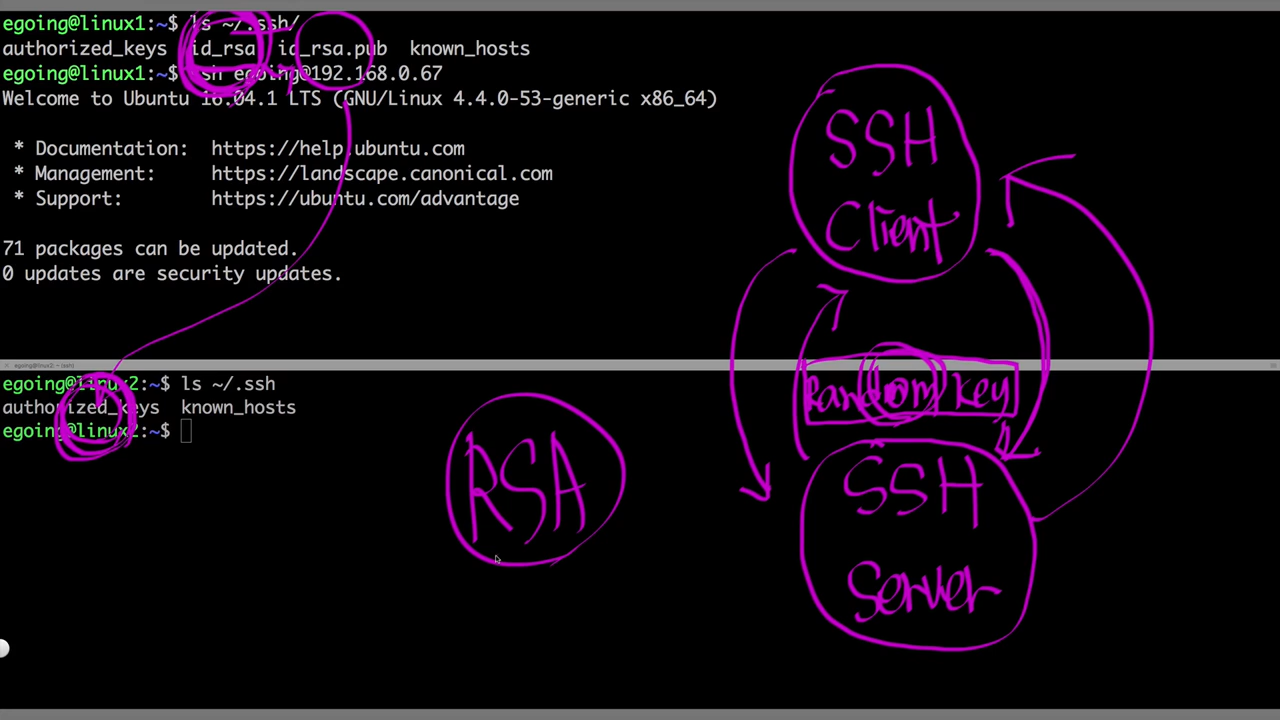 egoing@linux1:~$ ls ~/.ssh/
authorized_keys id_rsa id_rsa.pub known_hosts
egoing@linux1:~$ ssh egoing@192.168.0.67
Welcome to Ubuntu 16.04.1 LTS (GNU/Linux 4.4.0-53-generic x86_64)
* Documentation: https://help.ubuntu.com
* Management: https://landscape.canonical.com
* Support: https://ubuntu.com/advantage
71 packages can be updated.
0 updates are security updates.
egoing@linux2: ~ (ssh)
egoing@linux2:~$ ls ~/.ssh
authorized_keys known_hosts
egoing@linux2:~$
RSA
SSH
Client
Random Key
SSH
Server